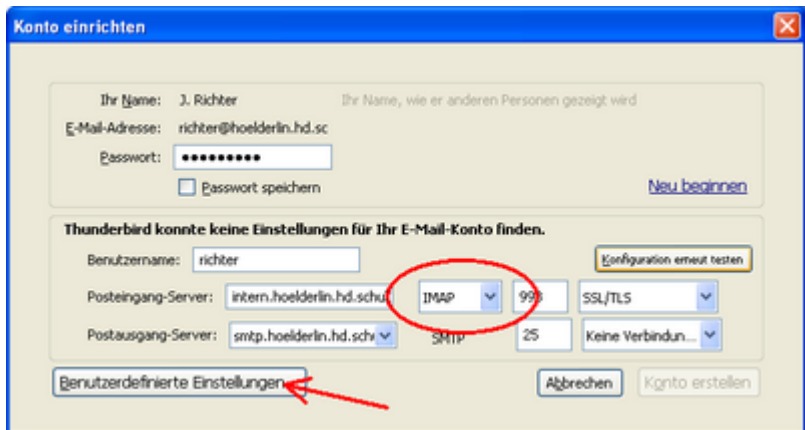 Konto einrichten
Ihr Name: J. Richter Ihr Name, wie er anderen Personen gezeigt wird
E-Mail-Adresse: richter@hoelderlin.hd.sc
Passwort: •••••••••
Passwort speichern Neu beginnen
Thunderbird konnte keine Einstellungen für Ihr E-Mail-Konto finden.
Benutzername: richter Konfiguration erneut testen
Posteingang-Server: intern.hoelderlin.hd.schu IMAP 993 SSL/TLS
Postausgang-Server: smtp.hoelderlin.hd.schu SMTP 25 Keine Verbindun...
Benutzerdefinierte Einstellungen... Abbrechen Konto erstellen